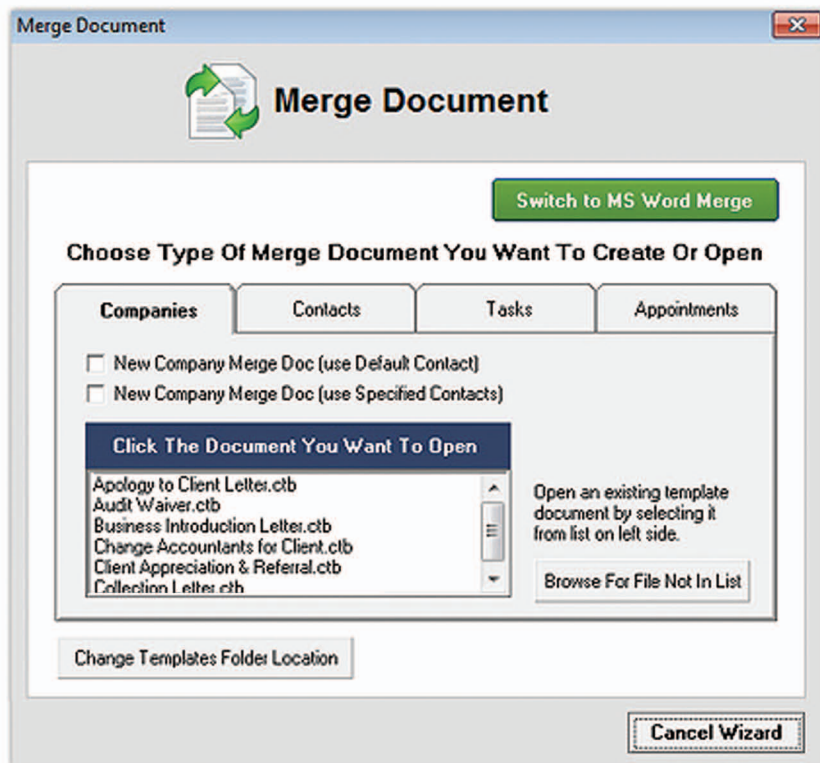 Merge Document
Merge Document
Switch to MS Word Merge
Choose Type Of Merge Document You Want To Create Or Open
Companies
Contacts
Tasks
Appointments
New Company Merge Doc (use Default Contact)
New Company Merge Doc (use Specified Contacts)
Click The Document You Want To Open
Apology to Client Letter.ctb
Audit Waiver.ctb
Business Introduction Letter.ctb
Change Accountants for Client.ctb
Client Appreciation & Referral.ctb
Collection Letter.ctb
Open an existing template
document by selecting it
from list on left side.
Browse For File Not In List
Change Templates Folder Location
Cancel Wizard